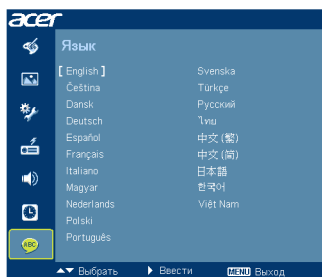 acer
Язык
[ English ] Svenska
Čeština Türkçe
Dansk Русский
Deutsch ไทย
Español 中文 (繁)
Français 中文 (简)
Italiano 日本語
Magyar 한국어
Nederlands Việt Nam
Polski
Português
ABC
▲▼ Выбрать ▶ Ввести MENU Выход